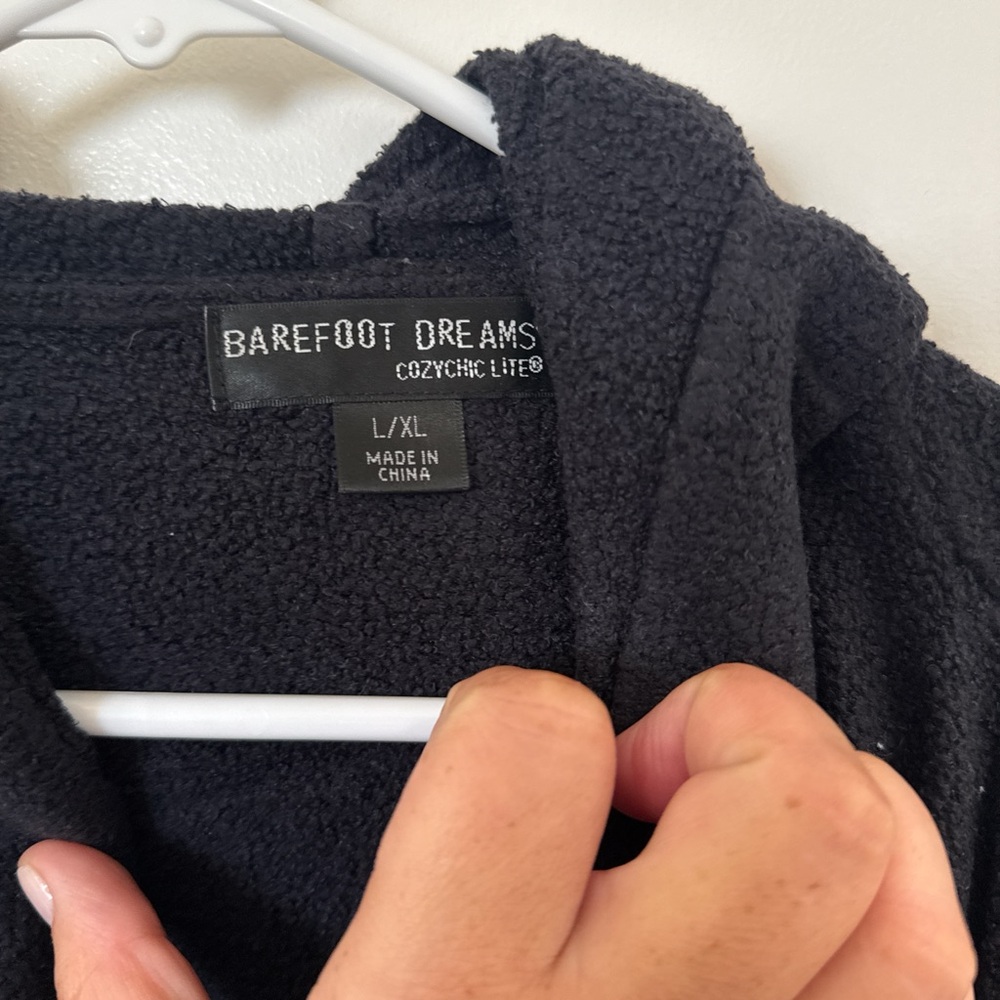 BAREFOOT DREAMS
COZYCHIC LITE®
L/XL
MADE IN
CHINA